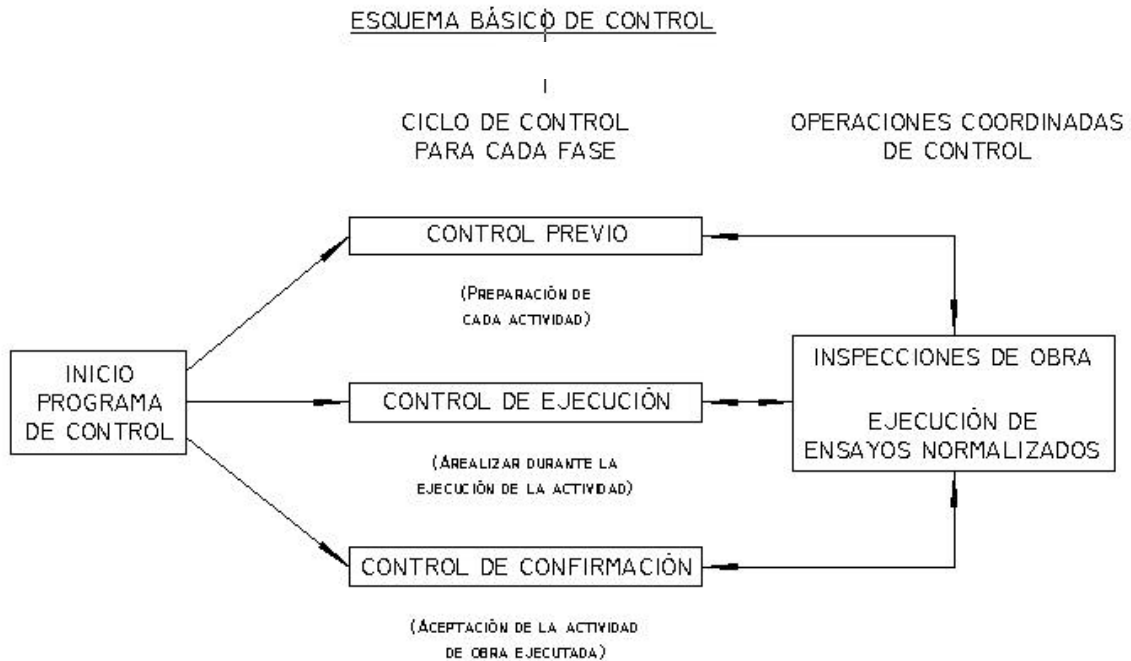 ESQUEMA BÁSICO DE CONTROL
CICLO DE CONTROL
PARA CADA FASE
OPERACIONES COORDINADAS
DE CONTROL
CONTROL PREVIO
(PREPARACIÓN DE
CADA ACTIVIDAD)
INICIO
PROGRAMA
DE CONTROL
CONTROL DE EJECUCIÓN
(AREALIZAR DURANTE LA
EJECUCIÓN DE LA ACTIVIDAD)
INSPECCIONES DE OBRA
EJECUCIÓN DE
ENSAYOS NORMALIZADOS
CONTROL DE CONFIRMACIÓN
(ACEPTACIÓN DE LA ACTIVIDAD
DE OBRA EJECUTADA)